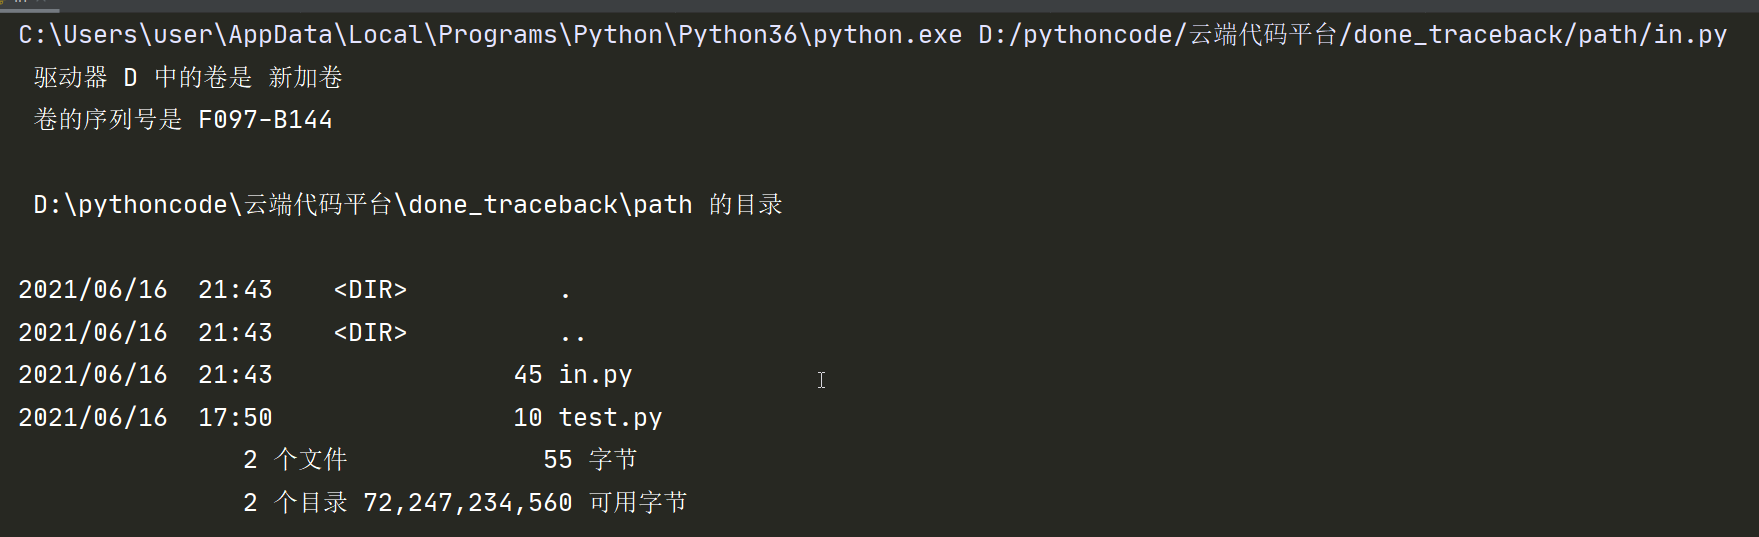 C:\Users\user\AppData\Local\Programs\Python\Python36\python.exe D:/pythoncode/云端代码平台/done_traceback/path/in.py
 驱动器 D 中的卷是 新加卷
 卷的序列号是 F097-B144
 D:\pythoncode\云端代码平台\done_traceback\path 的目录
2021/06/16  21:43    <DIR>          .
2021/06/16  21:43    <DIR>          ..
2021/06/16  21:43                45 in.py
2021/06/16  17:50                10 test.py
               2 个文件             55 字节
               2 个目录 72,247,234,560 可用字节